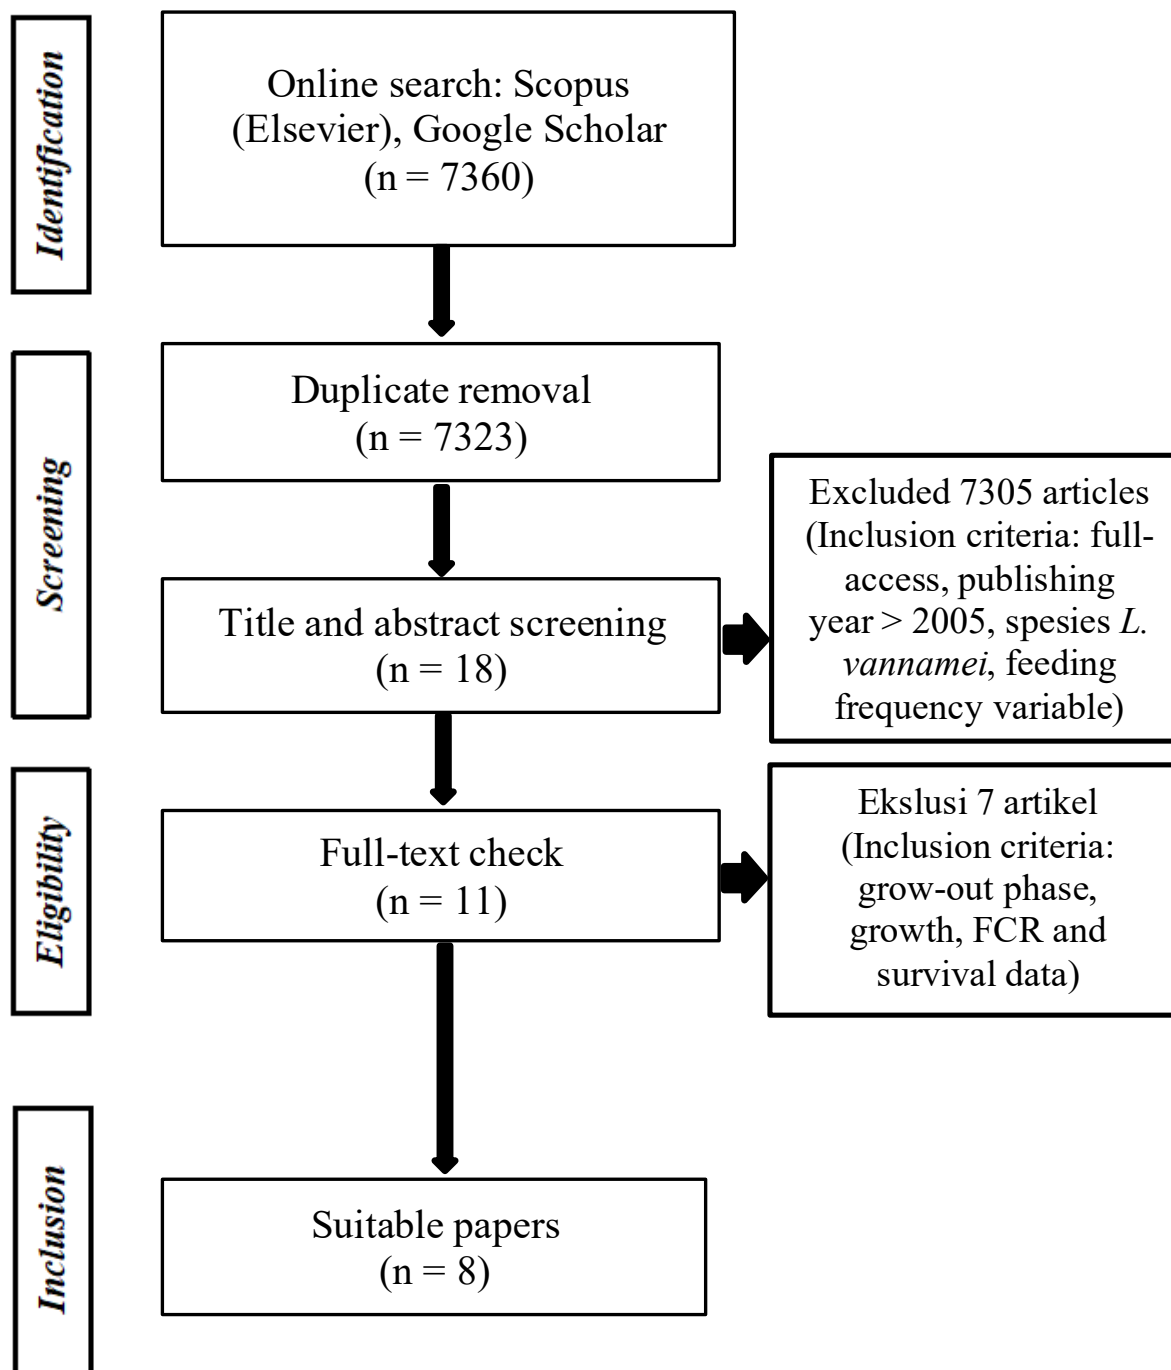 Identification
Online search: Scopus
(Elsevier), Google Scholar
(n = 7360)
Screening
Duplicate removal
(n = 7323)
Title and abstract screening
(n = 18)
Excluded 7305 articles
(Inclusion criteria: full-
access, publishing
year > 2005, spesies L.
vannamei, feeding
frequency variable)
Eligibility
Full-text check
(n = 11)
Ekslusi 7 artikel
(Inclusion criteria:
grow-out phase,
growth, FCR and
survival data)
Inclusion
Suitable papers
(n = 8)